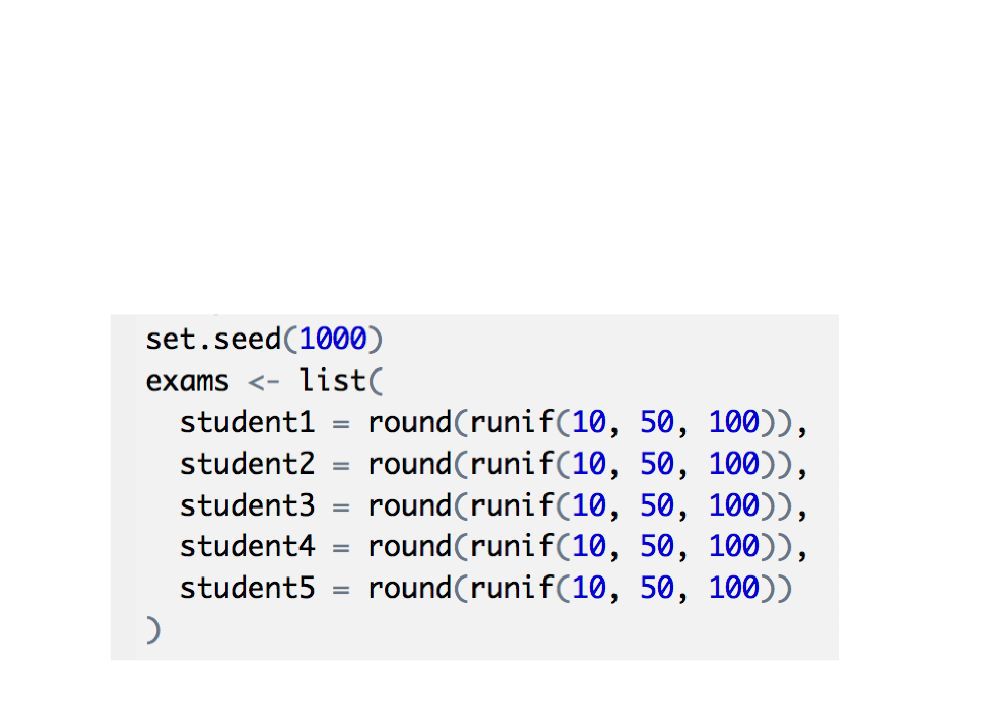 set.seed(1000)
exams <- list(
  student1 = round(runif(10, 50, 100)),
  student2 = round(runif(10, 50, 100)),
  student3 = round(runif(10, 50, 100)),
  student4 = round(runif(10, 50, 100)),
  student5 = round(runif(10, 50, 100))
)